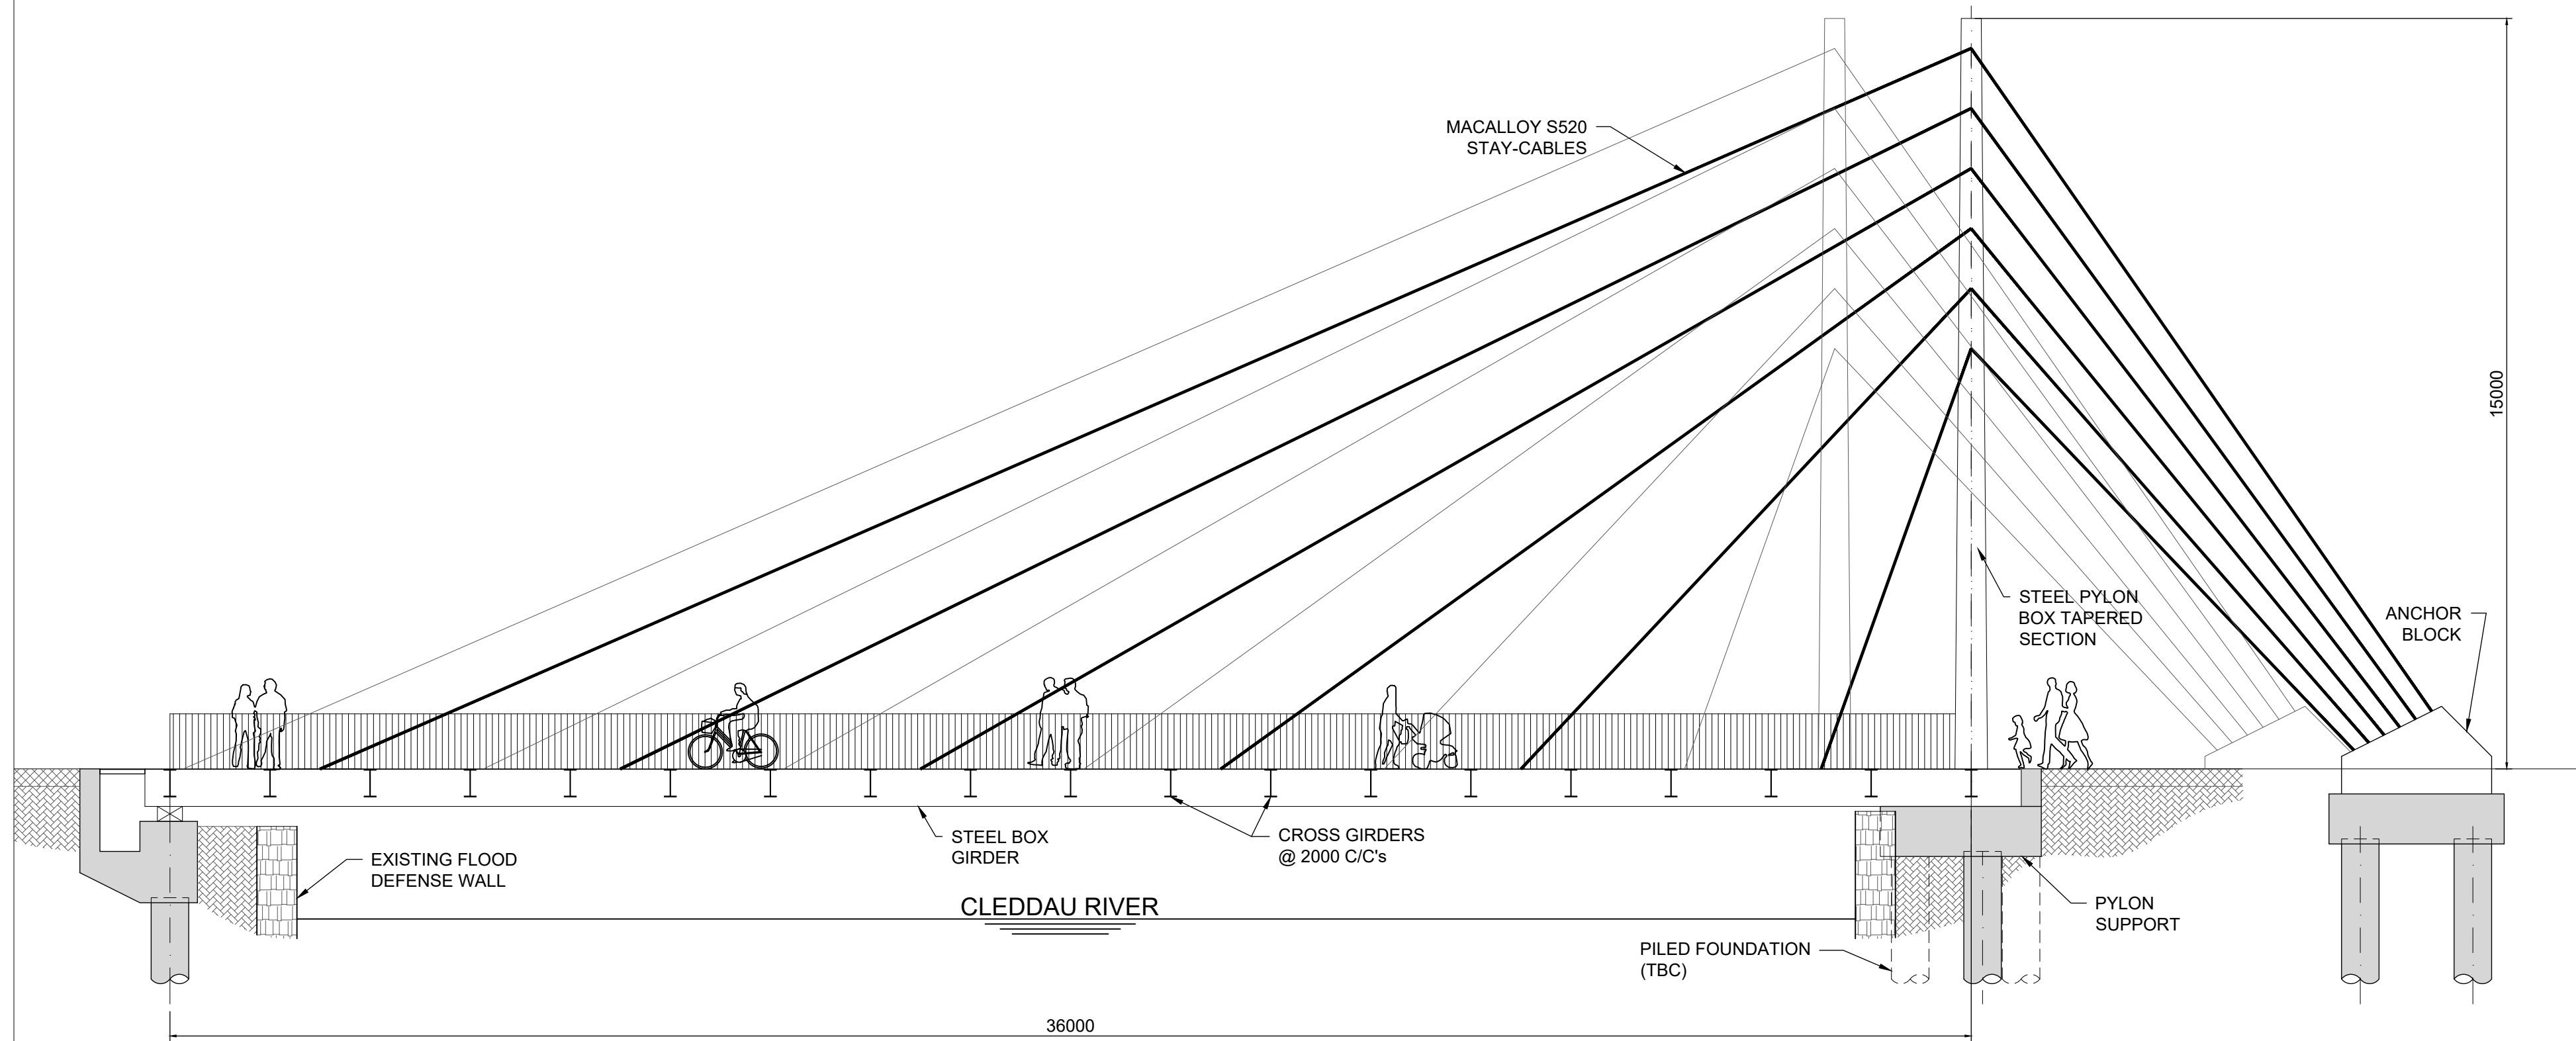 MACALLOY S520
STAY-CABLES
15000
STEEL PYLON
BOX TAPERED
SECTION
ANCHOR
BLOCK
STEEL BOX
GIRDER
CROSS GIRDERS
@ 2000 C/C's
EXISTING FLOOD
DEFENSE WALL
CLEDDAU RIVER
PYLON
SUPPORT
PILED FOUNDATION
(TBC)
36000